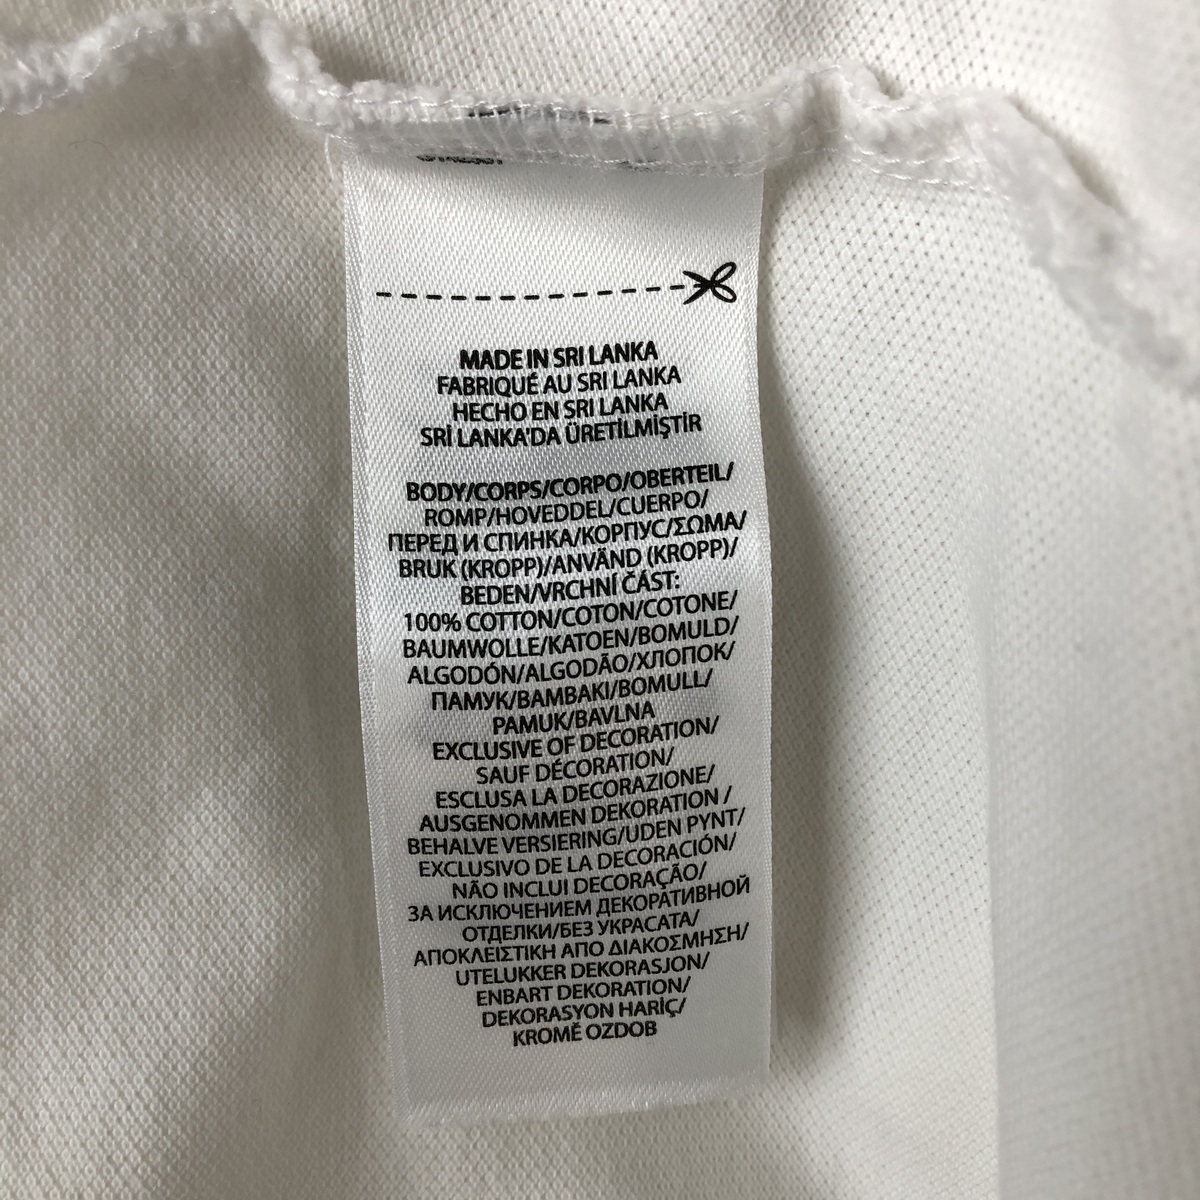 MADE IN SRI LANKA
FABRIQUÉ AU SRI LANKA
HECHO EN SRI LANKA
SRİ LANKA'DA ÜRETİLMİŞTİR
BODY/CORPS/CORPO/OBERTEIL/
ROMP/HOVEDDEL/CUERPO/
ПЕРЕД И СПИНКА/КОРПУС/ΣΩΜΑ/
BRUK (KROPP)/ANVÄND (KROPP)/
BEDEN/VRCHNÍ ČÁST:
100% COTTON/COTON/COTONE/
BAUMWOLLE/KATOEN/BOMULD/
ALGODÓN/ALGODÃO/ХЛОПОК/
ПАМУК/ΒΑΜΒΑΚΙ/BOMULL/
PAMUK/BAVLNA
EXCLUSIVE OF DECORATION/
SAUF DÉCORATION/
ESCLUSA LA DECORAZIONE/
AUSGENOMMEN DEKORATION /
BEHALVE VERSIERING/UDEN PYNT/
EXCLUSIVO DE LA DECORACIÓN/
NÃO INCLUI DECORAÇÃO/
ЗА ИСКЛЮЧЕНИЕМ ДЕКОРАТИВНОЙ
ОТДЕЛКИ/БЕЗ УКРАСАТА/
ΑΠΟΚΛΕΙΣΤΙΚΗ ΑΠΟ ΔΙΑΚΟΣΜΗΣΗ/
UTELUKKER DEKORASJON/
ENBART DEKORATION/
DEKORASYON HARİÇ/
KROMĚ OZDOB